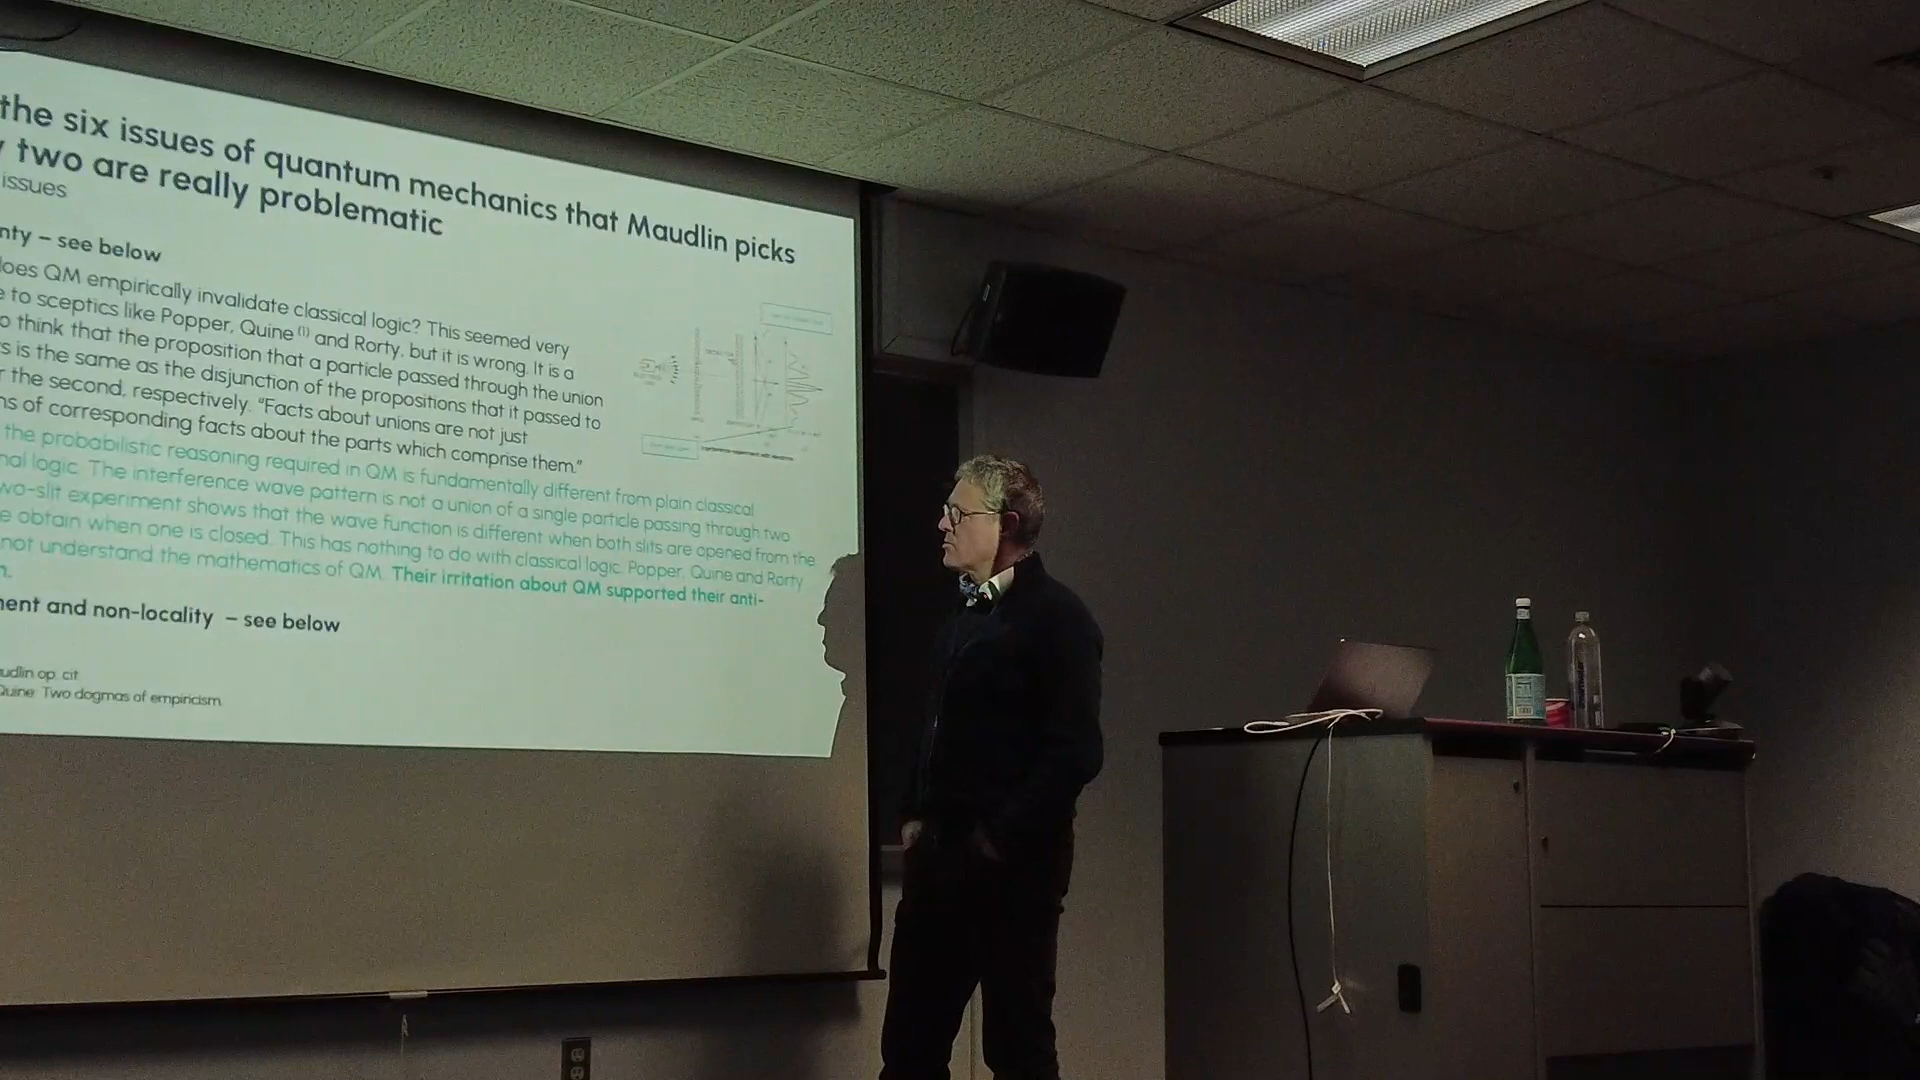 the six issues of quantum mechanics that Maudlin picks
two are really problematic
issues
nty – see below
does QM empirically invalidate classical logic? This seemed very
e to sceptics like Popper, Quine (1) and Rorty, but it is wrong. It is a
o think that the proposition that a particle passed through the union
s is the same as the disjunction of the propositions that it passed to
r the second, respectively. “Facts about unions are not just
ns of corresponding facts about the parts which comprise them.”
the probabilistic reasoning required in QM is fundamentally different from plain classical
nal logic. The interference wave pattern is not a union of a single particle passing through two
wo-slit experiment shows that the wave function is different when both slits are opened from the
e obtain when one is closed. This has nothing to do with classical logic. Popper, Quine and Rorty
not understand the mathematics of QM. Their irritation about QM supported their anti-
n.
ment and non-locality – see below
udlin op. cit.
Quine: Two dogmas of empiricism